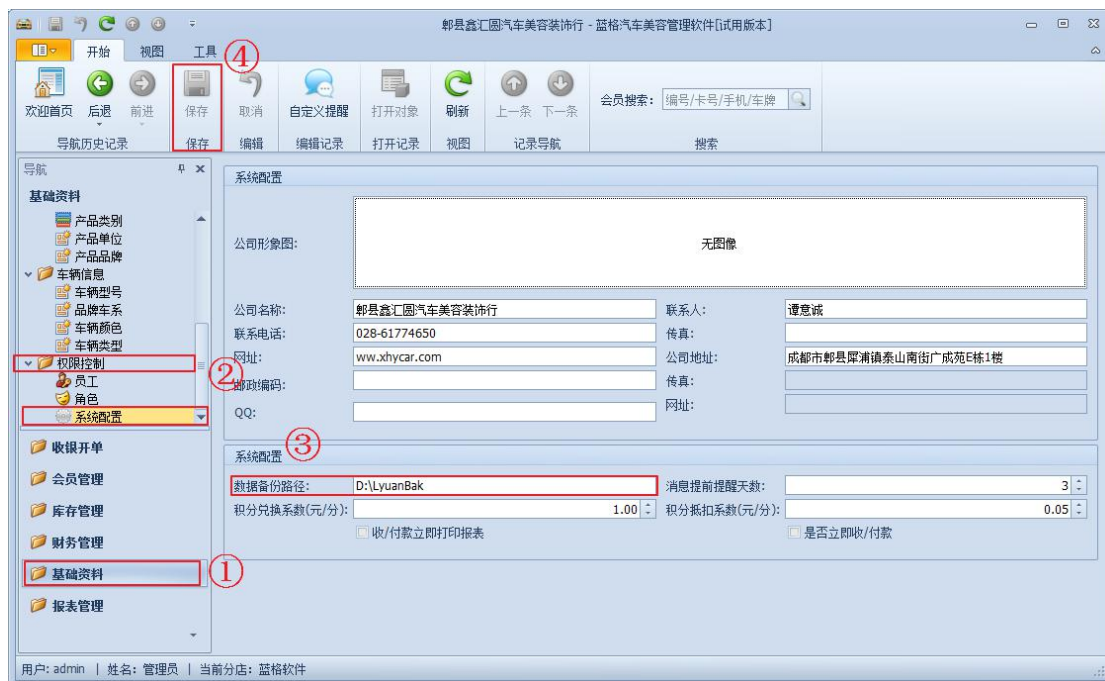 郫县鑫汇圆汽车美容装饰行 - 蓝格汽车美容管理软件[试用版本]
开始 视图 工具 ④
欢迎首页 后退 前进 保存 取消 自定义提醒 打开对象 刷新 上一条 下一条 会员搜索: 编号/卡号/手机/车牌
导航历史记录 保存 编辑 编辑记录 打开记录 视图 记录导航 搜索
导航
基础资料
产品类别
产品单位
产品品牌
车辆信息
车辆型号
品牌车系
车辆颜色
车辆类型
权限控制
②
员工
角色
系统配置
收银开单
会员管理
库存管理
财务管理
基础资料 ①
报表管理
系统配置
公司形象图: 无图像
公司名称: 郫县鑫汇圆汽车美容装饰行 联系人: 谭意诚
联系电话: 028-61774650 传真:
网址: ww.xhycar.com 公司地址: 成都市郫县犀浦镇泰山南街广成苑E栋1楼
邮政编码: 传真:
QQ: 网址:
系统配置 ③
数据备份路径: D:\LyuanBak 消息提前提醒天数: 3
积分兑换系数(元/分): 1.00 积分抵扣系数(元/分): 0.05
收/付款立即打印报表 是否立即收/付款
用户: admin | 姓名: 管理员 | 当前分店: 蓝格软件